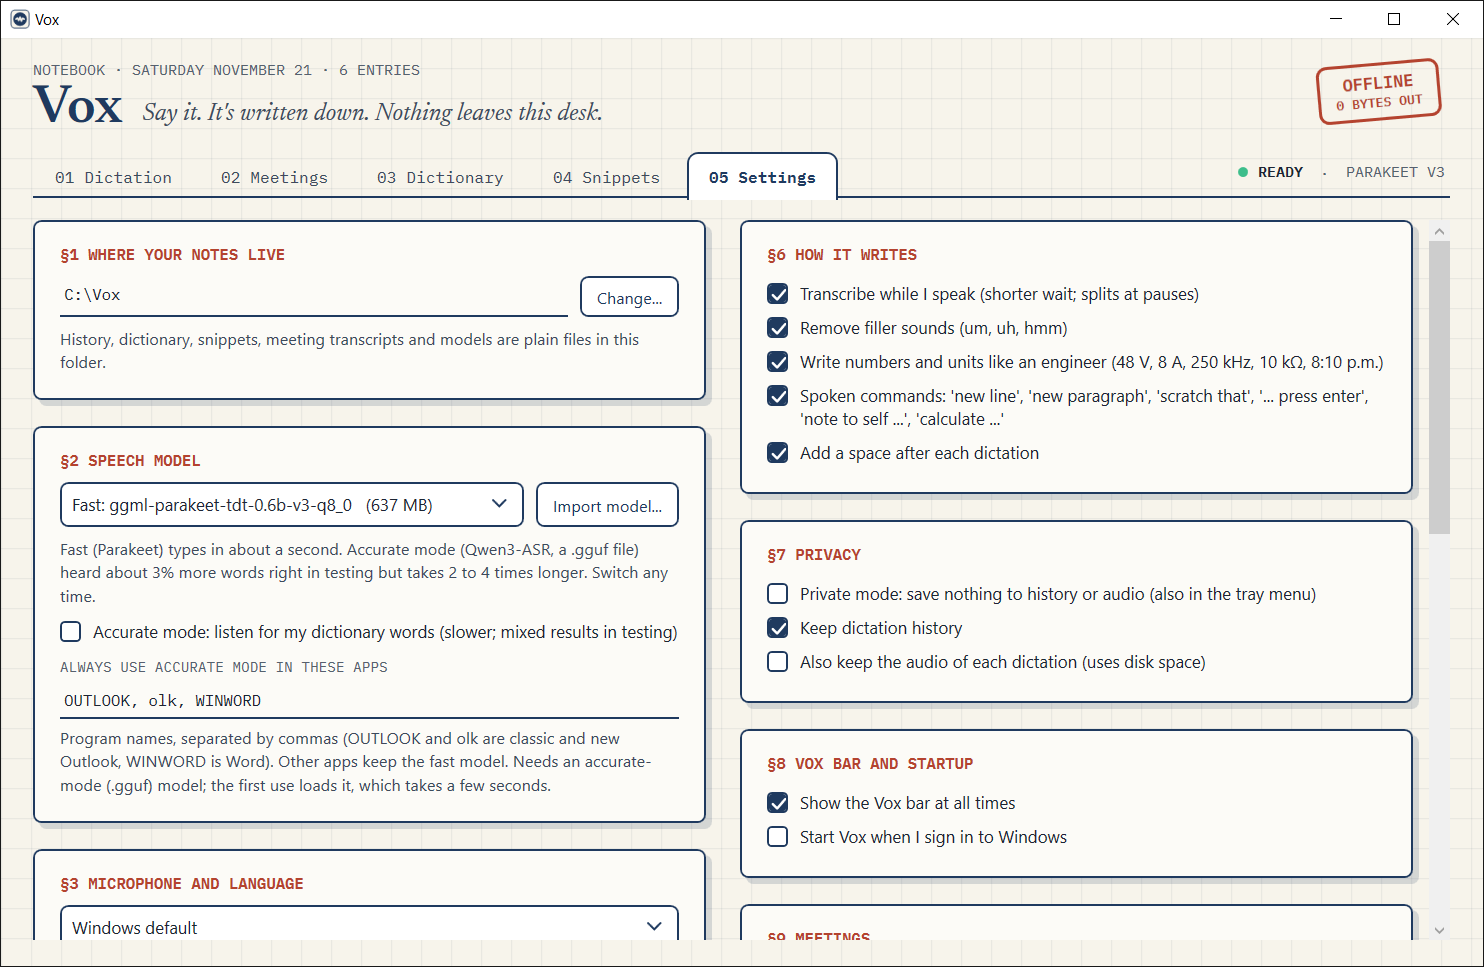 Vox
NOTEBOOK · SATURDAY NOVEMBER 21 · 6 ENTRIES
Vox Say it. It's written down. Nothing leaves this desk.
OFFLINE
0 BYTES OUT
01 Dictation
02 Meetings
03 Dictionary
04 Snippets
05 Settings
READY · PARAKEET V3
§1 WHERE YOUR NOTES LIVE
C:\Vox
Change...
History, dictionary, snippets, meeting transcripts and models are plain files in this
folder.
§2 SPEECH MODEL
Fast: ggml-parakeet-tdt-0.6b-v3-q8_0 (637 MB)
Import model...
Fast (Parakeet) types in about a second. Accurate mode (Qwen3-ASR, a .gguf file)
heard about 3% more words right in testing but takes 2 to 4 times longer. Switch any
time.
Accurate mode: listen for my dictionary words (slower; mixed results in testing)
ALWAYS USE ACCURATE MODE IN THESE APPS
OUTLOOK, olk, WINWORD
Program names, separated by commas (OUTLOOK and olk are classic and new
Outlook, WINWORD is Word). Other apps keep the fast model. Needs an accurate-
mode (.gguf) model; the first use loads it, which takes a few seconds.
§3 MICROPHONE AND LANGUAGE
Windows default
§6 HOW IT WRITES
Transcribe while I speak (shorter wait; splits at pauses)
Remove filler sounds (um, uh, hmm)
Write numbers and units like an engineer (48 V, 8 A, 250 kHz, 10 kΩ, 8:10 p.m.)
Spoken commands: 'new line', 'new paragraph', 'scratch that', '... press enter',
'note to self ...', 'calculate ...'
Add a space after each dictation
§7 PRIVACY
Private mode: save nothing to history or audio (also in the tray menu)
Keep dictation history
Also keep the audio of each dictation (uses disk space)
§8 VOX BAR AND STARTUP
Show the Vox bar at all times
Start Vox when I sign in to Windows
§9 MEETINGS